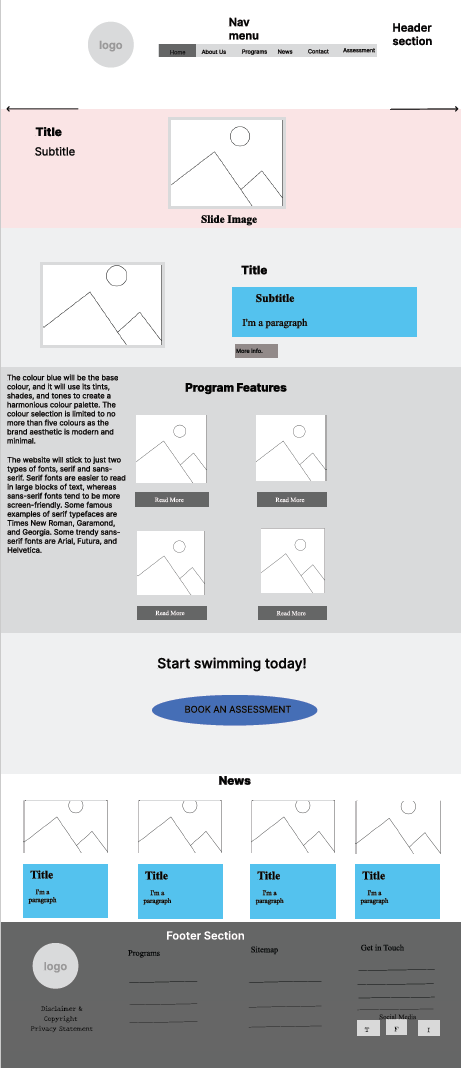 logo
Nav
menu
Header
section
Home About Us Programs News Contact Assessment
Title
Subtitle
Slide Image
Title
Subtitle
I'm a paragraph
More info.
The colour blue will be the base
colour, and it will use its tints,
shades, and tones to create a
harmonious colour palette. The
colour selection is limited to no
more than five colours as the
brand aesthetic is modern and
minimal.
The website will stick to just two
types of fonts, serif and sans-
serif. Serif fonts are easier to read
in large blocks of text, whereas
sans-serif fonts tend to be more
screen-friendly. Some famous
examples of serif typefaces are
Times New Roman, Garamond,
and Georgia. Some trendy sans-
serif fonts are Arial, Futura, and
Helvetica.
Program Features
Read More Read More
Read More Read More
Start swimming today!
BOOK AN ASSESSMENT
News
Title Title Title Title
I'm a I'm a I'm a I'm a
paragraph paragraph paragraph paragraph
Footer Section
logo
Disclaimer &
Copyright
Privacy Statement
Programs
Sitemap
Get in Touch
Social Media
T F I